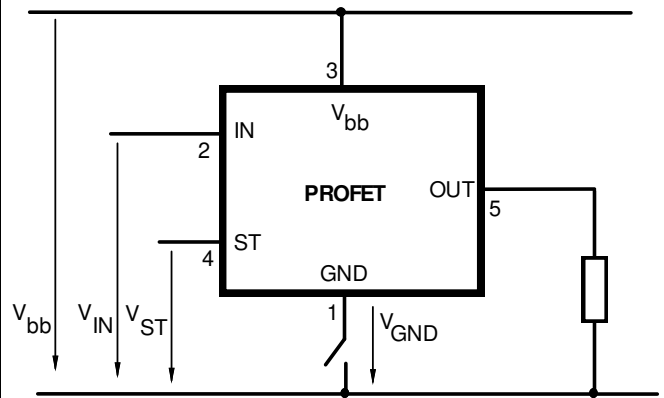 3
V_bb
IN
2
PROFET
OUT
5
ST
4
GND
1
V_bb
V_IN
V_ST
V_GND